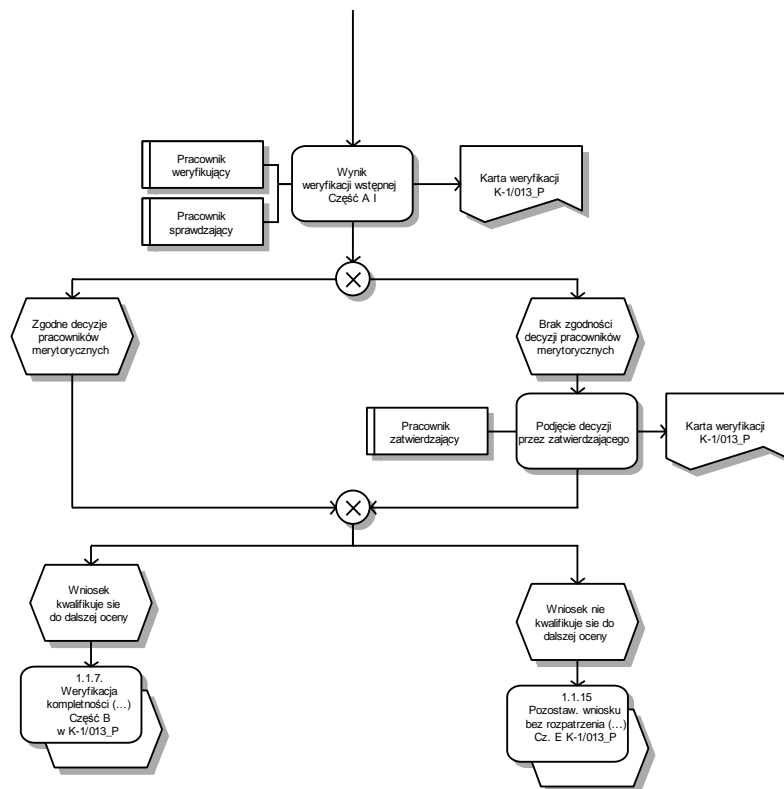 Pracownik
weryfikujący
Wynik
weryfikacji wstępnej
Część A I
Karta weryfikacji
K-1/013_P
Pracownik
sprawdzający
Zgodne decyzje
pracowników
merytorycznych
Brak zgodności
decyzji pracowników
merytorycznych
Pracownik
zatwierdzający
Podjęcie decyzji
przez zatwierdzającego
Karta weryfikacji
K-1/013_P
Wniosek
kwalifikuje sie
do dalszej oceny
Wniosek nie
kwalifikuje sie do
dalszej oceny
1.1.7.
Weryfikacja
kompletności (...)
Część B
w K-1/013_P
1.1.15
Pozostaw. wniosku
bez rozpatrzenia (...)
Cz. E K-1/013_P